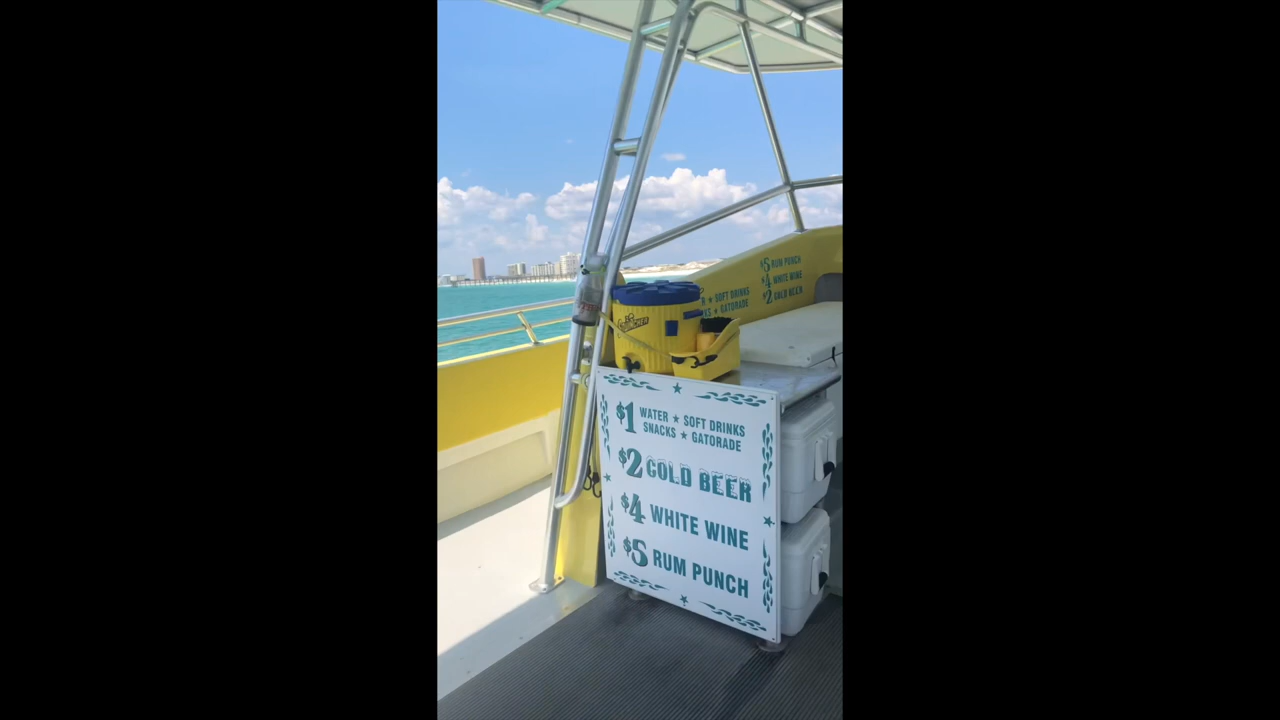 $5 RUM PUNCH
$4 WHITE WINE
$2 COLD BEER
SOFT DRINKS
GATORADE
$1 WATER ★ SOFT DRINKS
SNACKS ★ GATORADE
$2 COLD BEER
$4 WHITE WINE
$5 RUM PUNCH